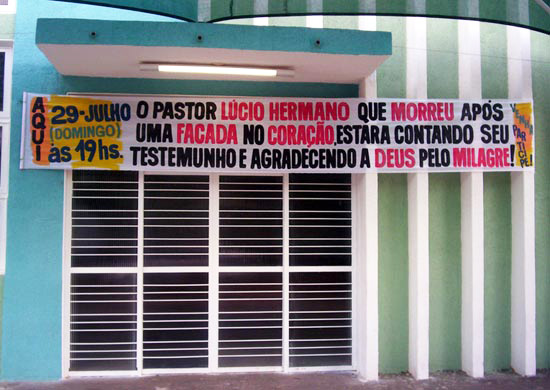 AQUI
29-JULHO
(DOMINGO)
às 19hs.
O PASTOR LÚCIO HERMANO QUE MORREU APÓS
UMA FACADA NO CORAÇÃO, ESTARÁ CONTANDO SEU
TESTEMUNHO E AGRADECENDO A DEUS PELO MILAGRE!
PARTICIPE!